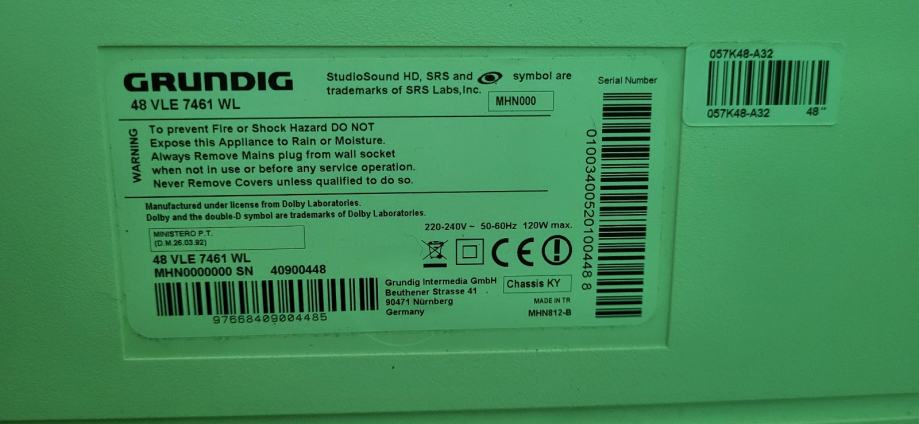 GRUNDIG
48 VLE 7461 WL
StudioSound HD, SRS and symbol are
trademarks of SRS Labs,Inc.
MHN000
WARNING
To prevent Fire or Shock Hazard DO NOT
Expose this Appliance to Rain or Moisture.
Always Remove Mains plug from wall socket
when not in use or before any service operation.
Never Remove Covers unless qualified to do so.
Manufactured under license from Dolby Laboratories.
Dolby and the double-D symbol are trademarks of Dolby Laboratories.
MINISTERO P.T.
(D.M.26.03.92)
220-240V ~ 50-60Hz 120W max.
CE
48 VLE 7461 WL
MHN0000000 SN 40900448
97668409004485
Grundig Intermedia GmbH
Beuthener Strasse 41
90471 Nürnberg
Germany
Chassis KY
MADE IN TR
MHN812-B
Serial Number
01003400520100448 8
057K48-A32
057K48-A32 48"